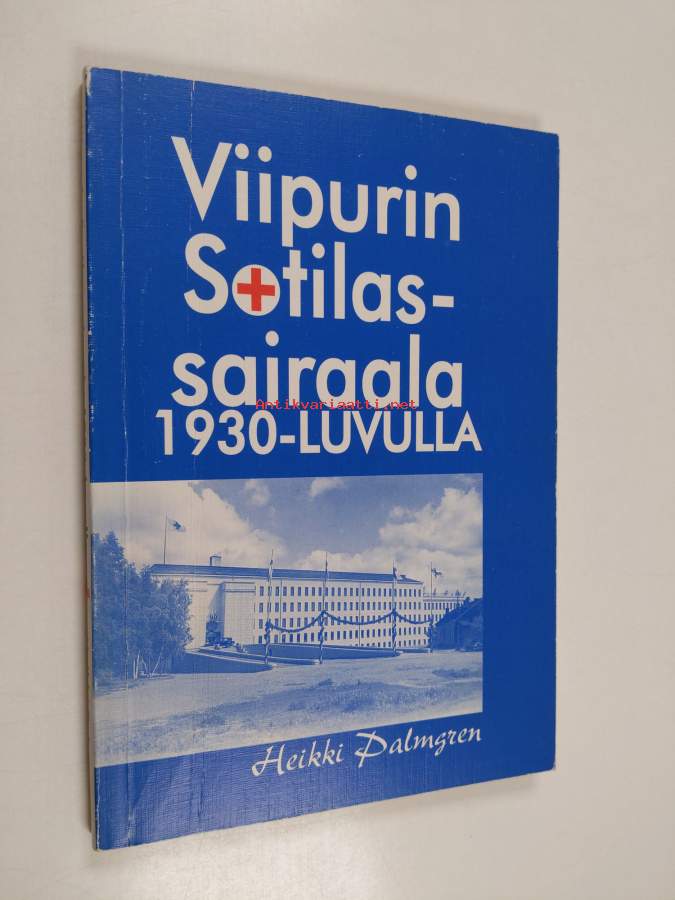 Viipurin
Sotilas-
sairaala
Antikvariaatti.net
1930-LUVULLA
Heikki Palmgren